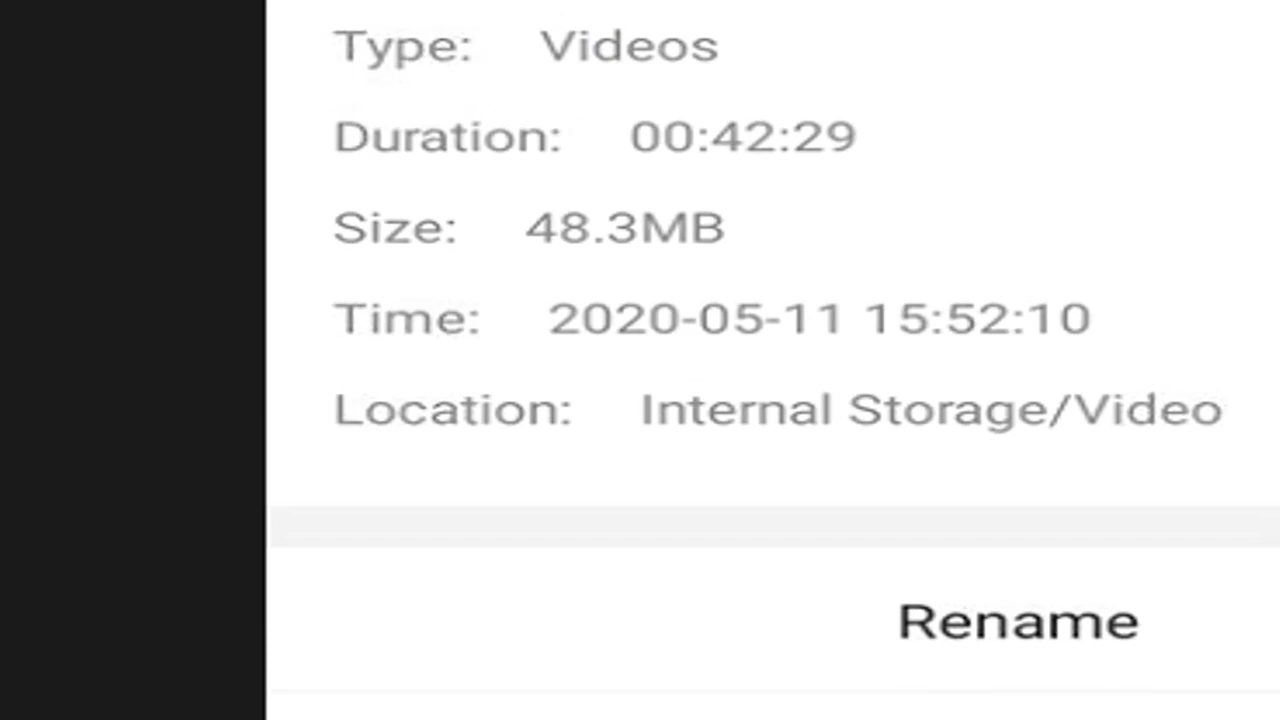 Type: Videos
Duration: 00:42:29
Size: 48.3MB
Time: 2020-05-11 15:52:10
Location: Internal Storage/Video
Rename